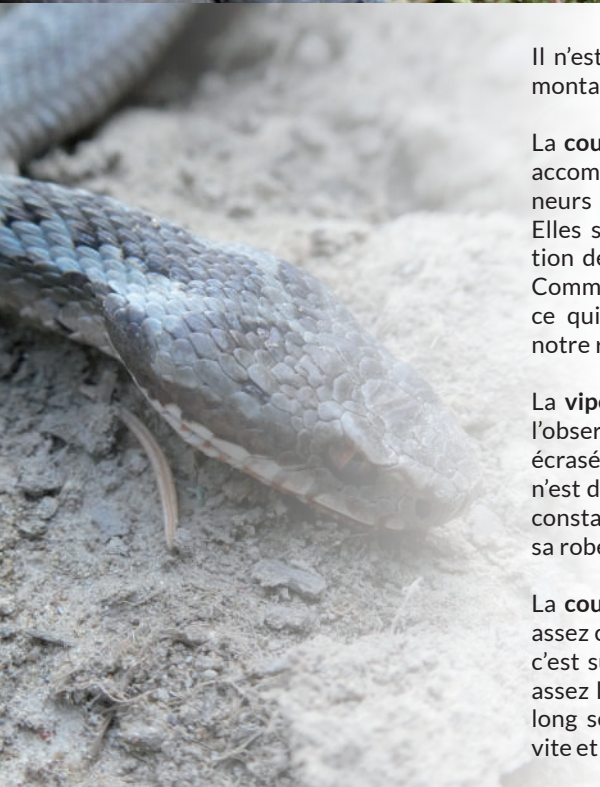 Il n’est
monta
La cou
accom
neurs
Elles s
tion de
Comm
ce qui
notre r
La vipe
l’obser
écrasé
n’est d
consta
sa robe
La cou
assez c
c’est su
assez l
long se
vite et